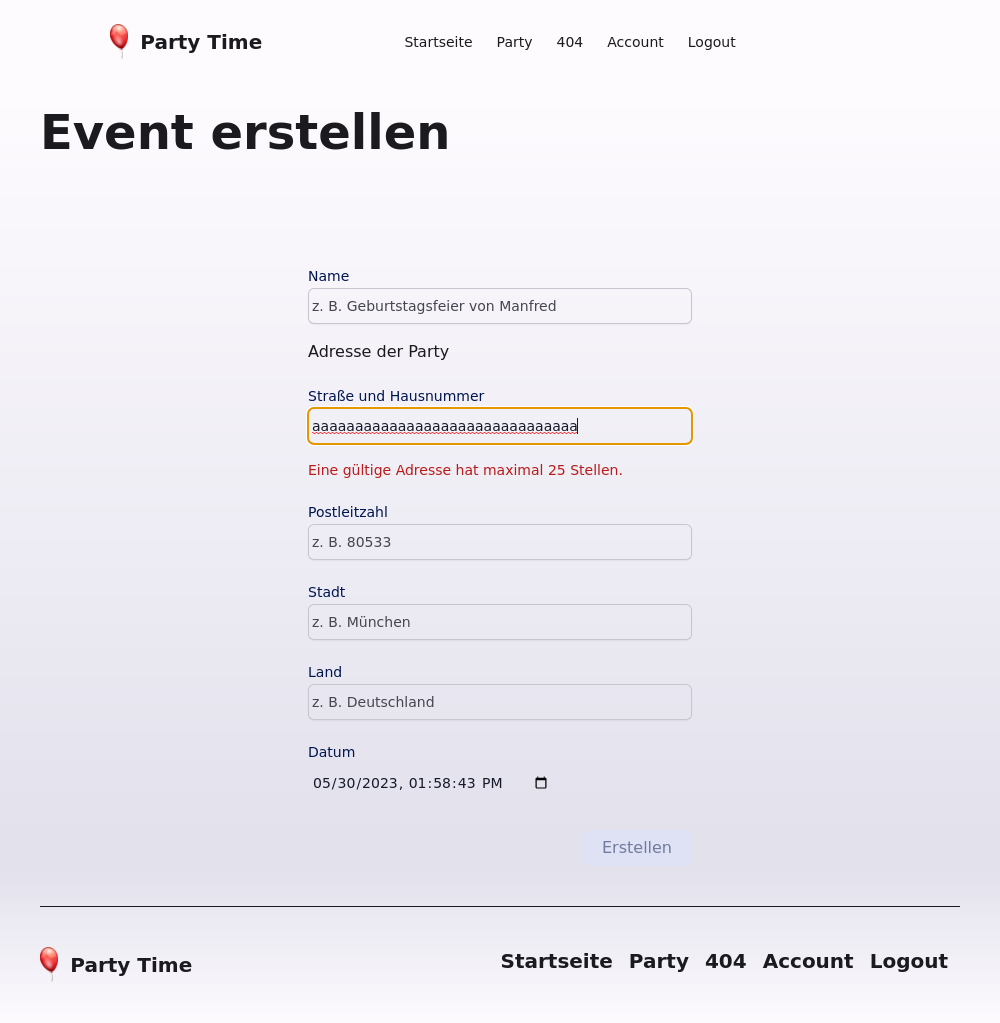 Party Time
Startseite Party 404 Account Logout
Event erstellen
Name
z. B. Geburtstagsfeier von Manfred
Adresse der Party
Straße und Hausnummer
aaaaaaaaaaaaaaaaaaaaaaaaaaaaaaa
Eine gültige Adresse hat maximal 25 Stellen.
Postleitzahl
z. B. 80533
Stadt
z. B. München
Land
z. B. Deutschland
Datum
05/30/2023, 01:58:43 PM
Erstellen
Party Time
Startseite Party 404 Account Logout